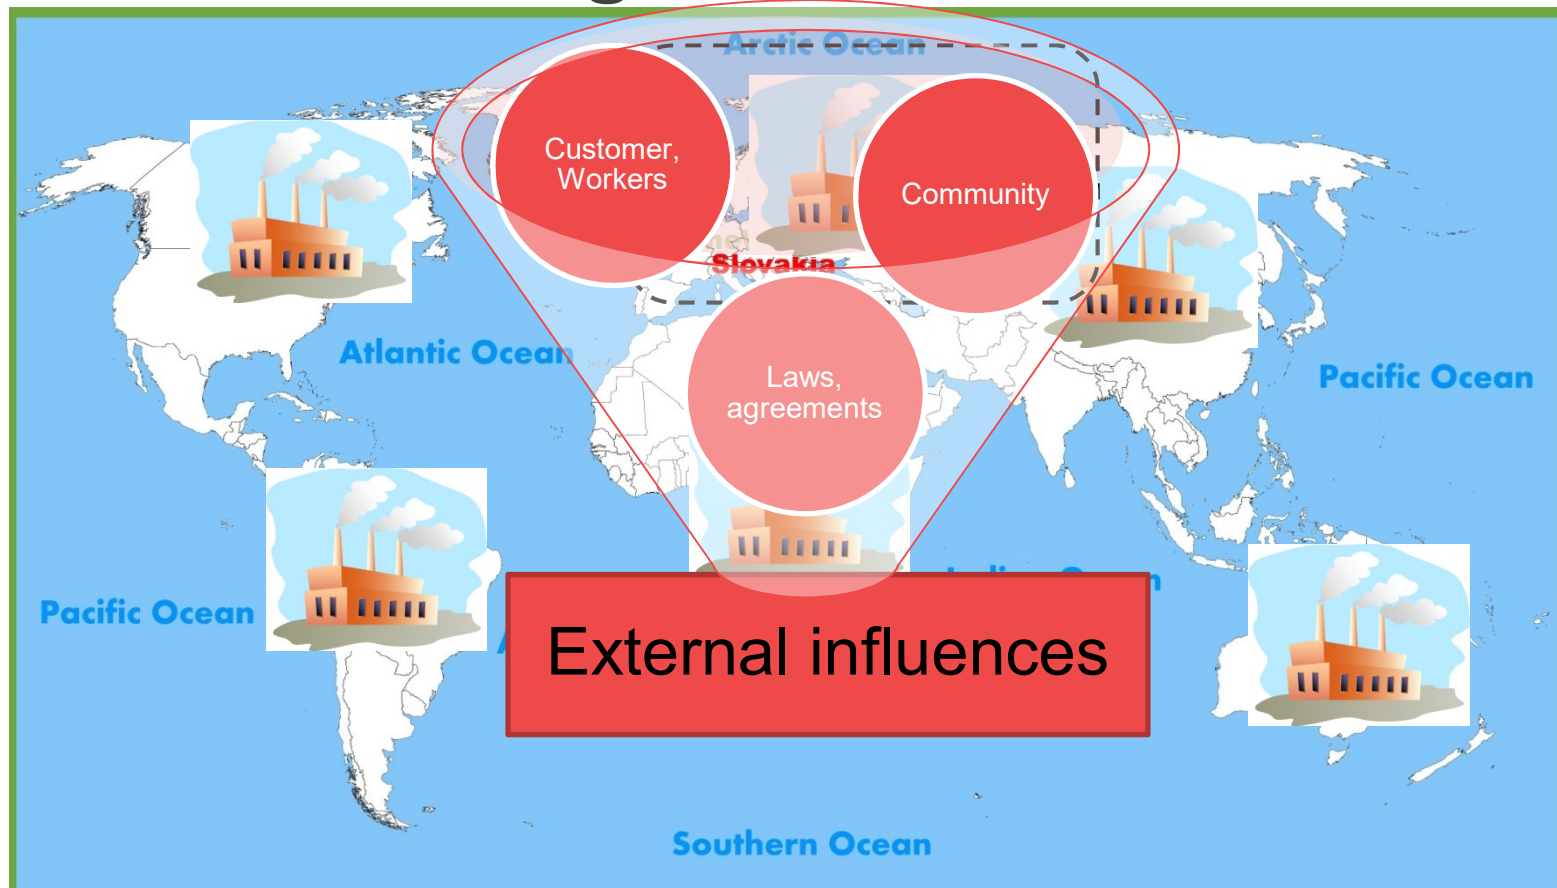 Arctic Ocean
Customer,
Workers
Community
Slovakia
Atlantic Ocean
Laws,
agreements
Pacific Ocean
Pacific Ocean
External influences
Southern Ocean